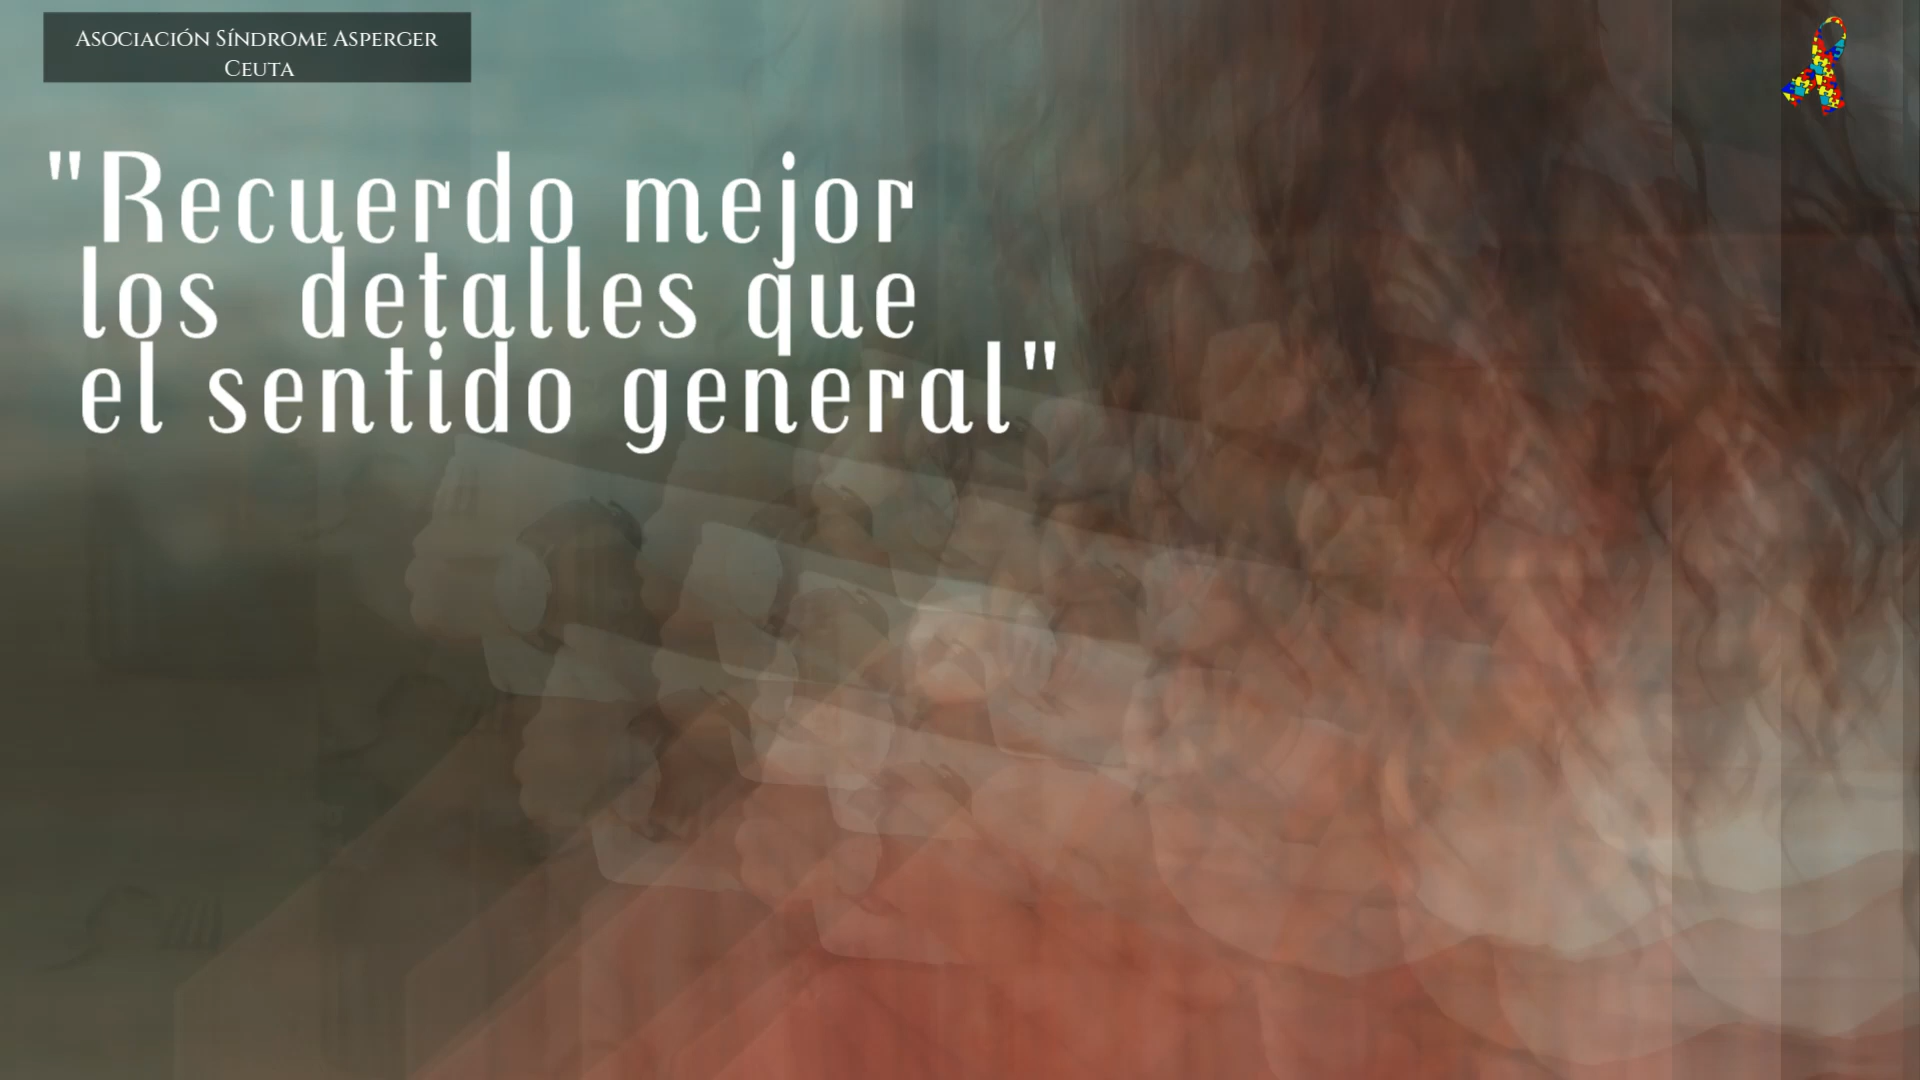 Asociación Síndrome Asperger
Ceuta
"Recuerdo mejor
los detalles que
el sentido general"